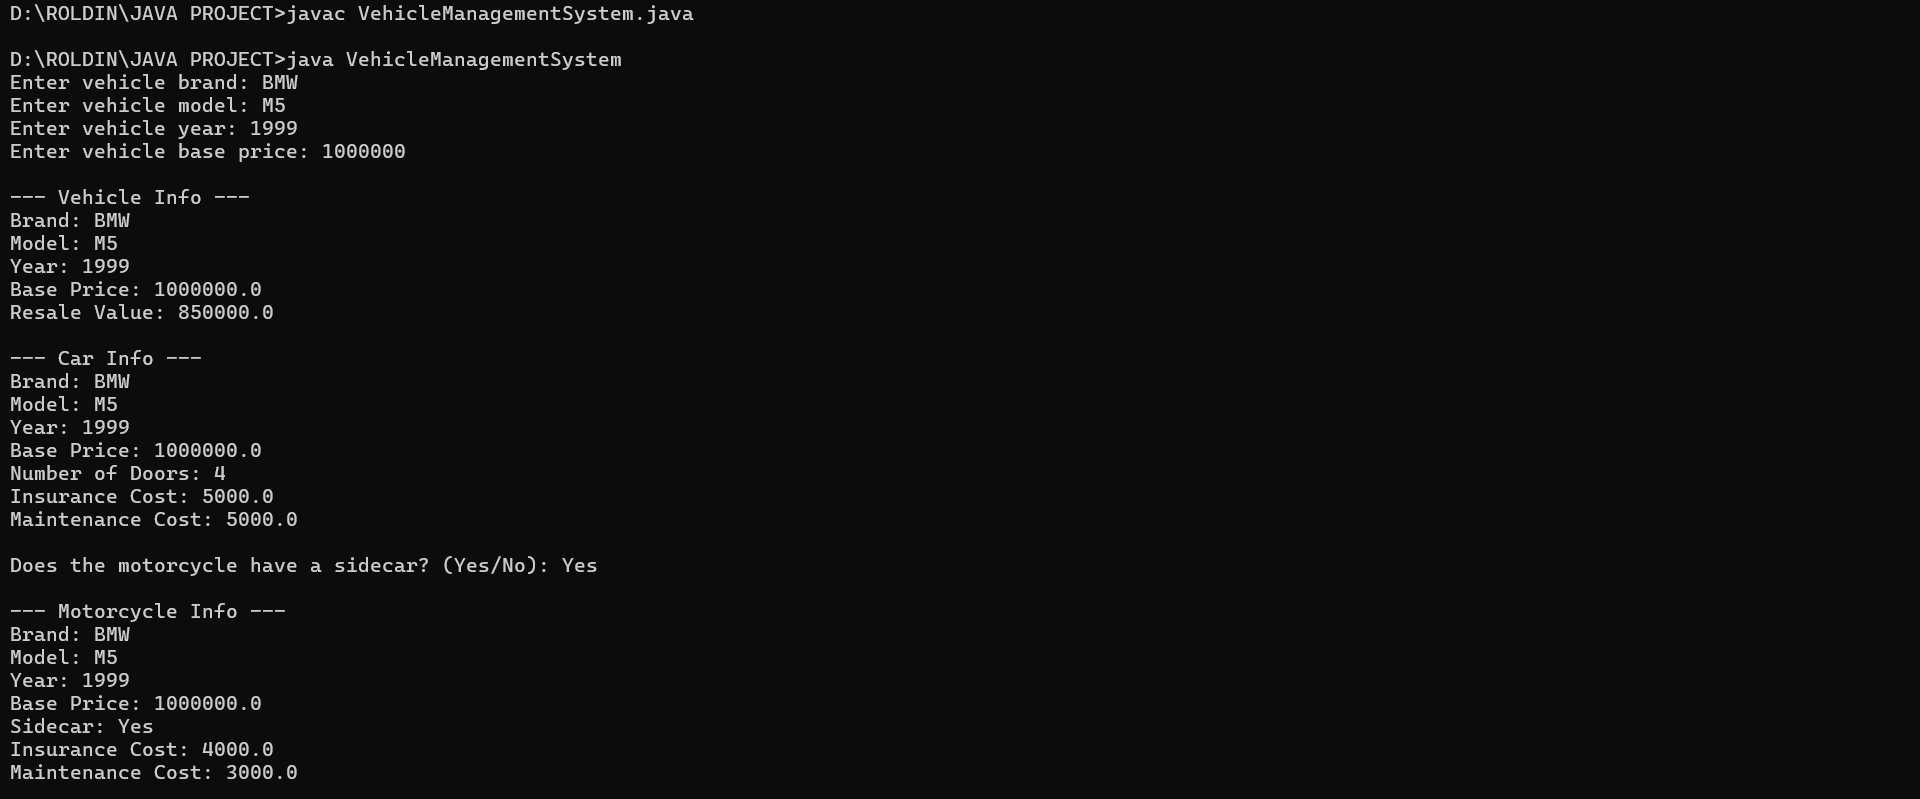 D:\ROLDIN\JAVA PROJECT>javac VehicleManagementSystem.java
D:\ROLDIN\JAVA PROJECT>java VehicleManagementSystem
Enter vehicle brand: BMW
Enter vehicle model: M5
Enter vehicle year: 1999
Enter vehicle base price: 1000000
--- Vehicle Info ---
Brand: BMW
Model: M5
Year: 1999
Base Price: 1000000.0
Resale Value: 850000.0
--- Car Info ---
Brand: BMW
Model: M5
Year: 1999
Base Price: 1000000.0
Number of Doors: 4
Insurance Cost: 5000.0
Maintenance Cost: 5000.0
Does the motorcycle have a sidecar? (Yes/No): Yes
--- Motorcycle Info ---
Brand: BMW
Model: M5
Year: 1999
Base Price: 1000000.0
Sidecar: Yes
Insurance Cost: 4000.0
Maintenance Cost: 3000.0